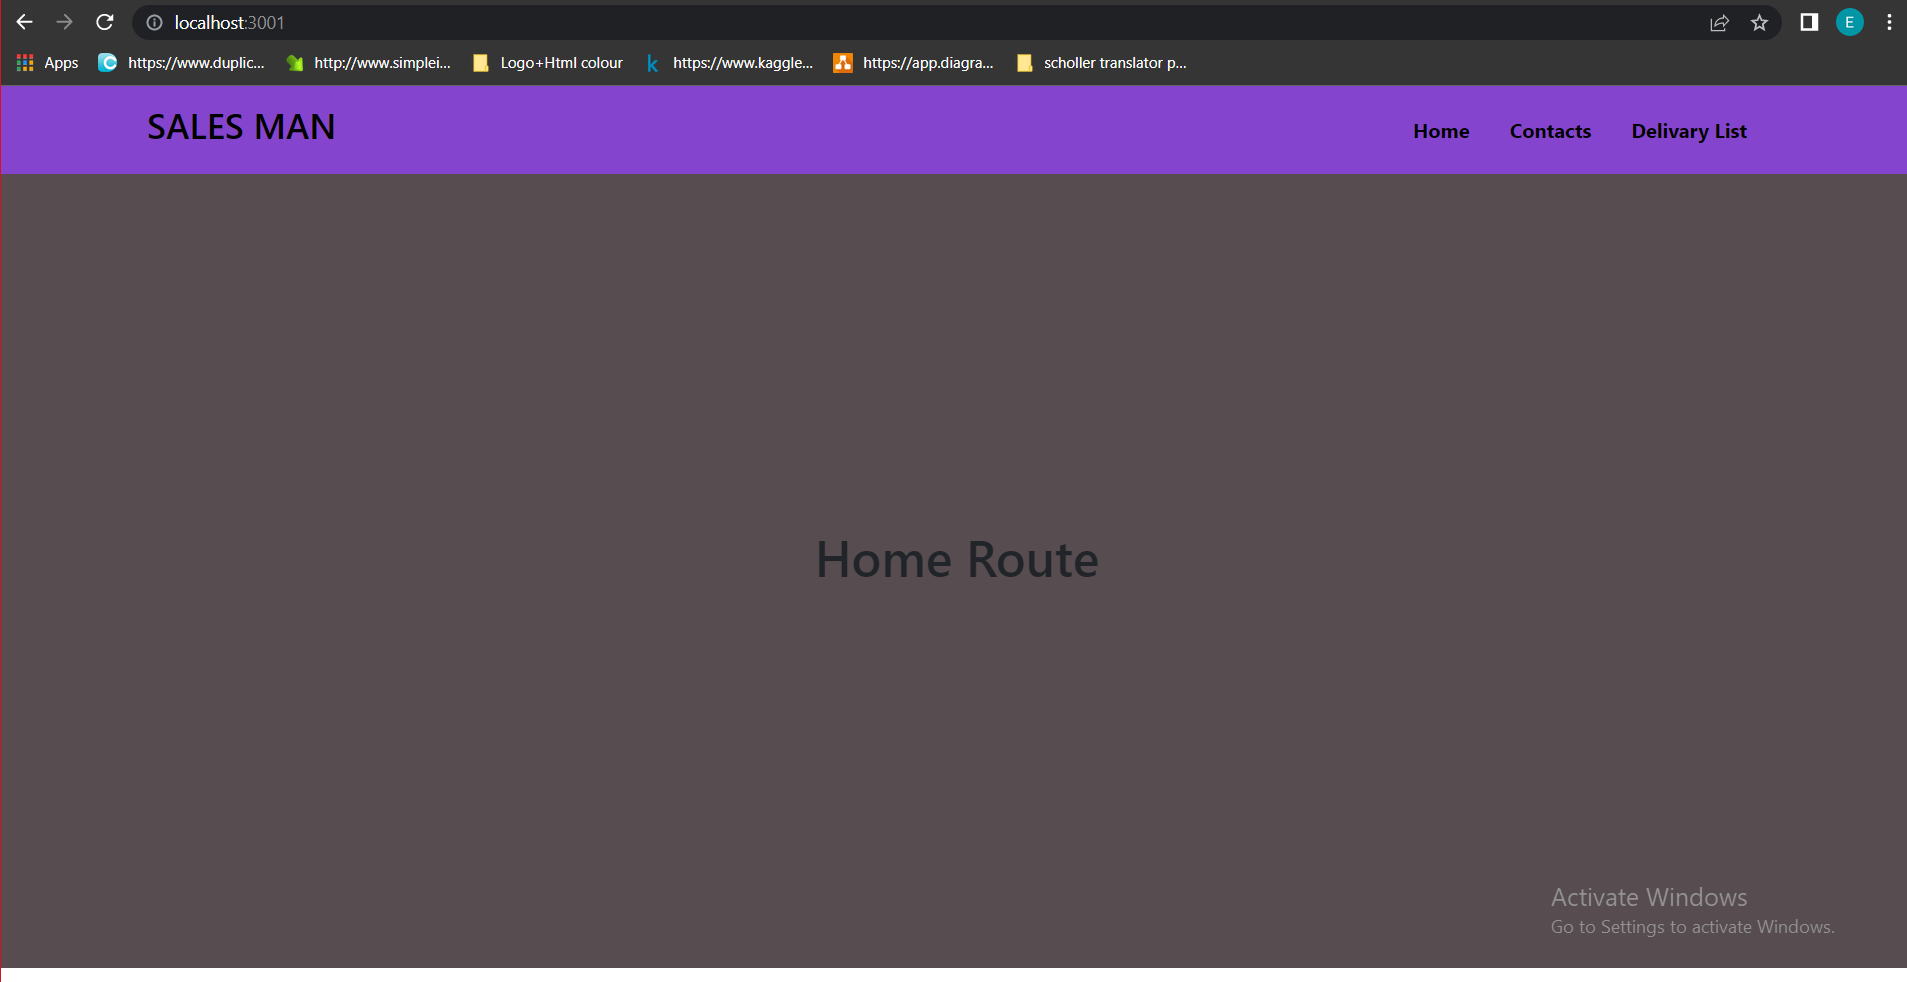 localhost:3001
E
Apps https://www.duplic... http://www.simplei... Logo+Html colour k https://www.kaggle... https://app.diagra... scholler translator p...
SALES MAN
Home Contacts Delivary List
Home Route
Activate Windows
Go to Settings to activate Windows.